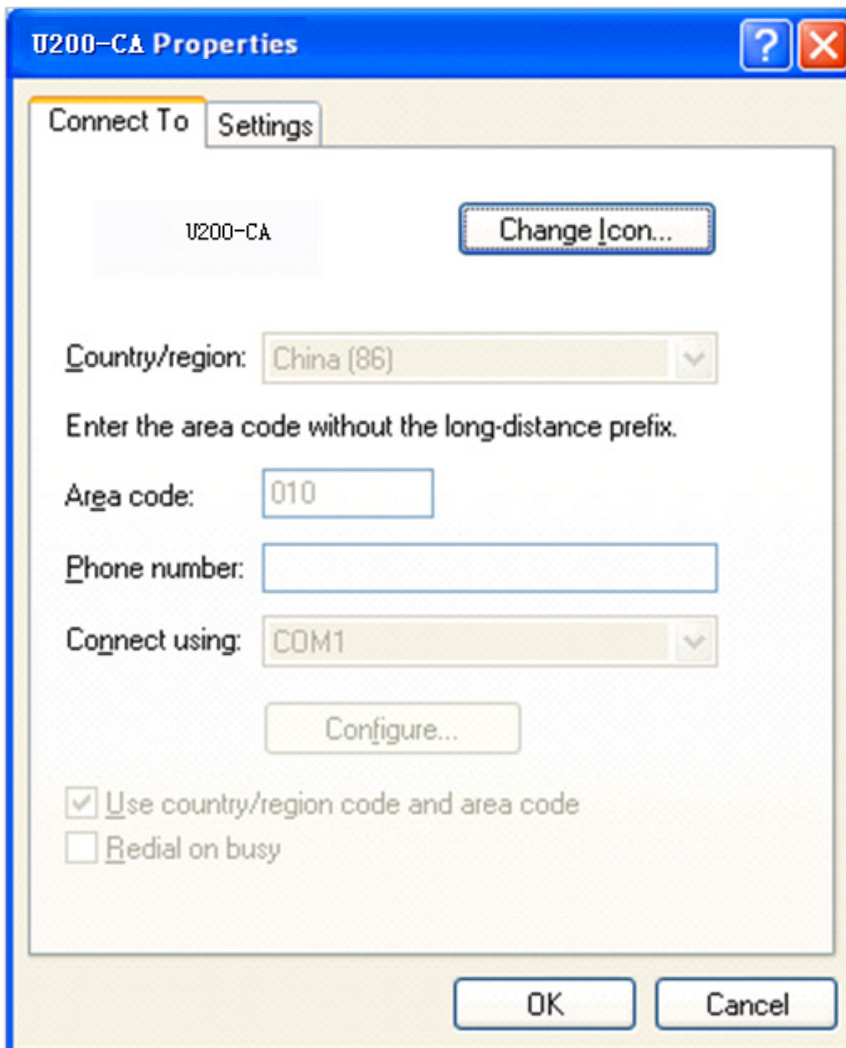 U200-CA Properties
Connect To Settings
U200-CA Change Icon...
Country/region: China (86)
Enter the area code without the long-distance prefix.
Area code: 010
Phone number:
Connect using: COM1
Configure...
Use country/region code and area code
Redial on busy
OK Cancel